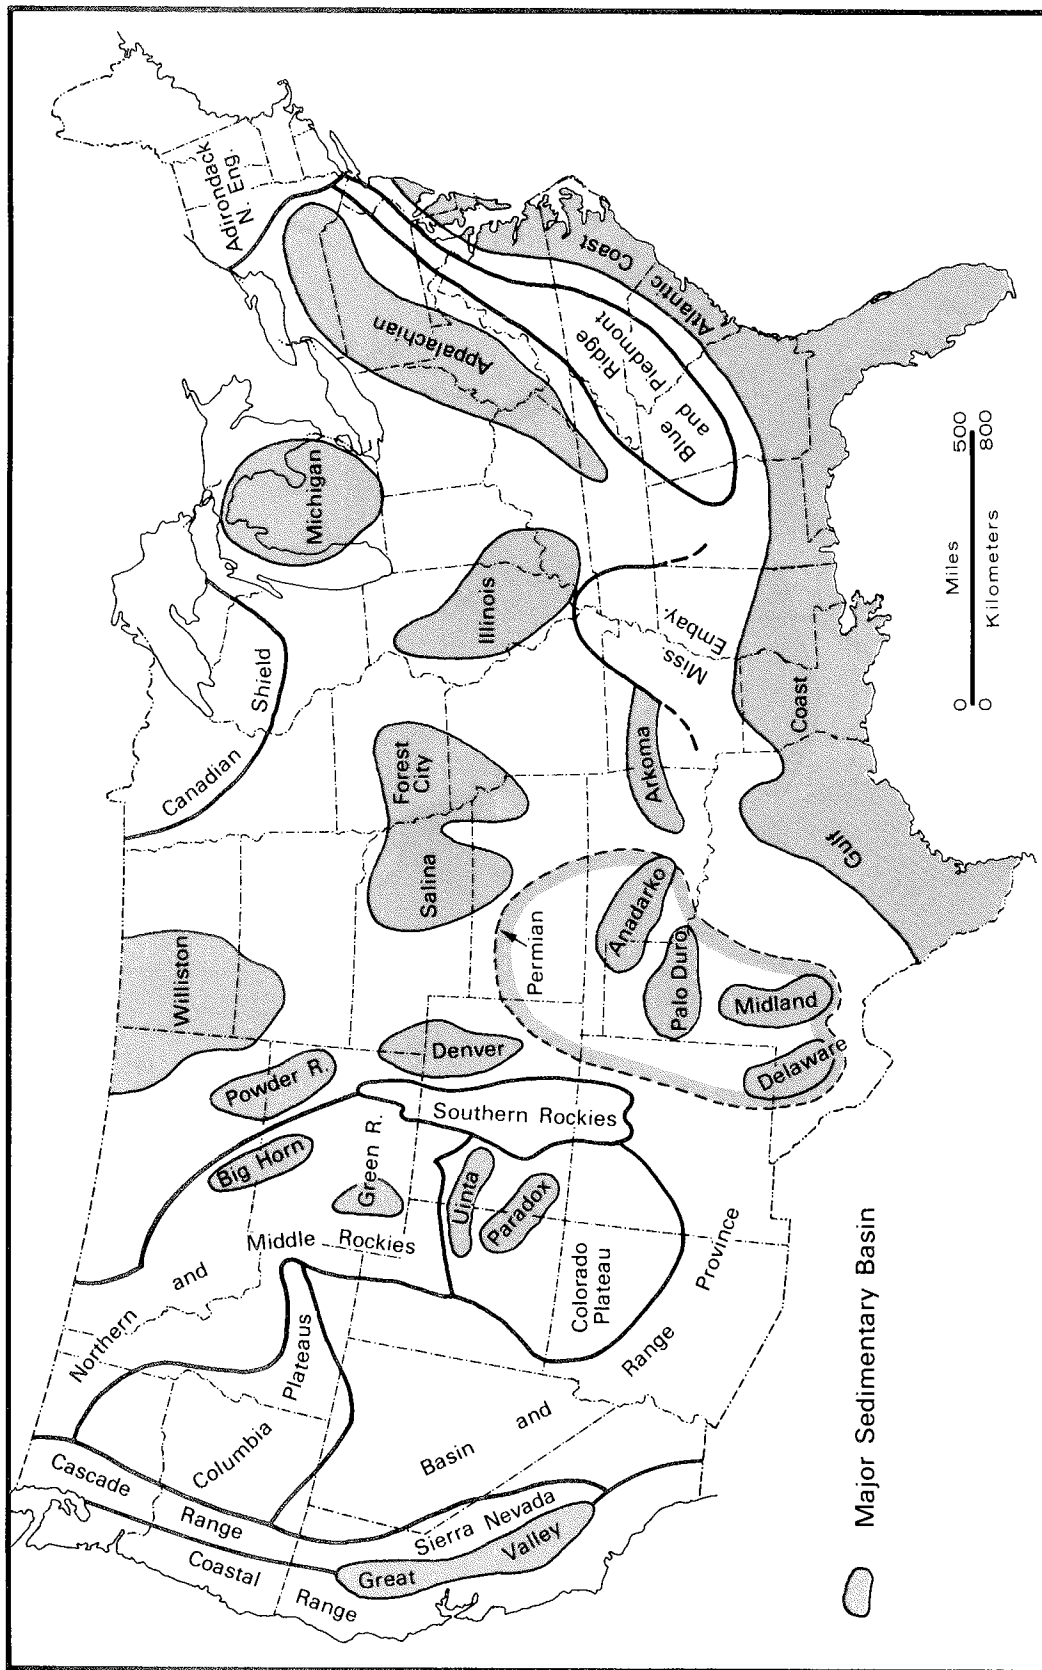 Cascade
Range
Coastal
Range
Northern
and
Middle Rockies
Columbia
Plateaus
Basin
and
Range
Province
Sierra Nevada
Great
Valley
Big Horn
Powder R.
Green R.
Williston
Uinta
Paradox
Colorado
Plateau
Southern Rockies
Denver
Permian
Anadarko
Palo Duro
Midland
Delaware
Salina
Forest
City
Arkoma
Canadian
Shield
Michigan
Illinois
Miss.
Embay.
Appalachian
Adirondack
N. Eng.
Blue Ridge
and Piedmont
Atlantic Coast
Gulf
Coast
Major Sedimentary Basin
Miles
0 500
0 800
Kilometers